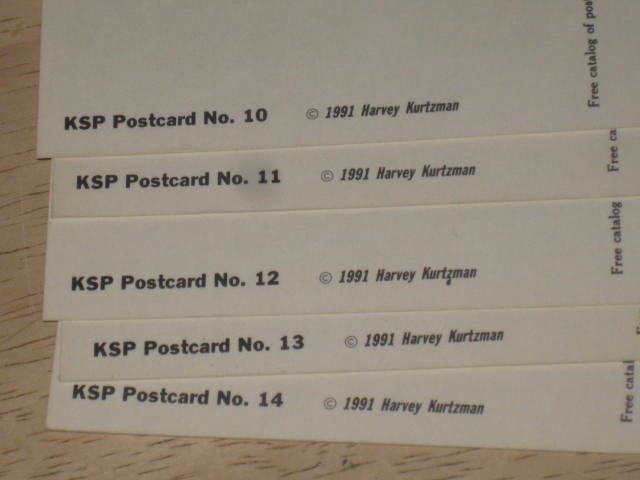 KSP Postcard No. 10 © 1991 Harvey Kurtzman
Free catalog of
KSP Postcard No. 11 © 1991 Harvey Kurtzman
Free
KSP Postcard No. 12 © 1991 Harvey Kurtzman
Free catalog
KSP Postcard No. 13 © 1991 Harvey Kurtzman
KSP Postcard No. 14 © 1991 Harvey Kurtzman
Free